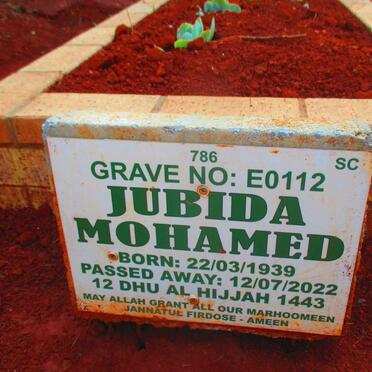 786 SC
GRAVE NO: E0112
JUBIDA
MOHAMED
BORN: 22/03/1939
PASSED AWAY: 12/07/2022
12 DHU AL HIJJAH 1443
MAY ALLAH GRANT ALL OUR MARHOOMEEN
JANNATUL FIRDOSE - AMEEN